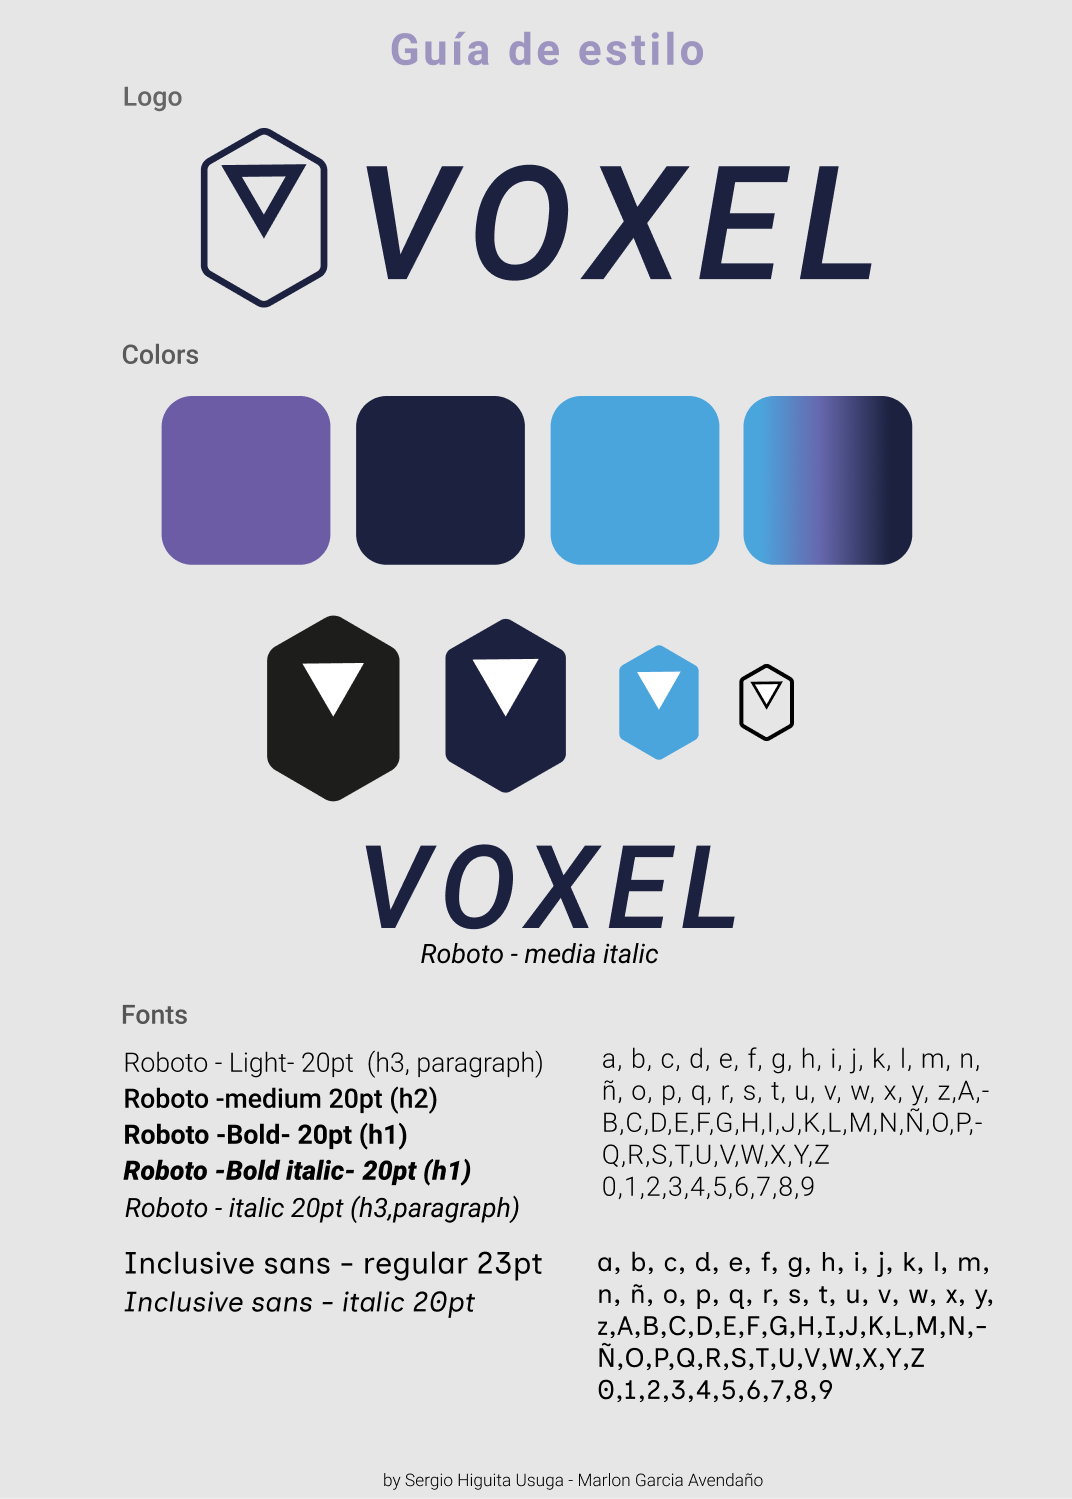 Guía de estilo
Logo
VOXEL
Colors
VOXEL
Roboto - media italic
Fonts
Roboto - Light- 20pt  (h3, paragraph)
Roboto -medium 20pt (h2)
Roboto -Bold- 20pt (h1)
Roboto -Bold italic- 20pt (h1)
Roboto - italic 20pt (h3,paragraph)
a, b, c, d, e, f, g, h, i, j, k, l, m, n,
ñ, o, p, q, r, s, t, u, v, w, x, y, z,A,-
B,C,D,E,F,G,H,I,J,K,L,M,N,Ñ,O,P,-
Q,R,S,T,U,V,W,X,Y,Z
0,1,2,3,4,5,6,7,8,9
Inclusive sans - regular 23pt
Inclusive sans - italic 20pt
a, b, c, d, e, f, g, h, i, j, k, l, m,
n, ñ, o, p, q, r, s, t, u, v, w, x, y,
z,A,B,C,D,E,F,G,H,I,J,K,L,M,N,-
Ñ,O,P,Q,R,S,T,U,V,W,X,Y,Z
0,1,2,3,4,5,6,7,8,9
by Sergio Higuita Usuga - Marlon Garcia Avendaño